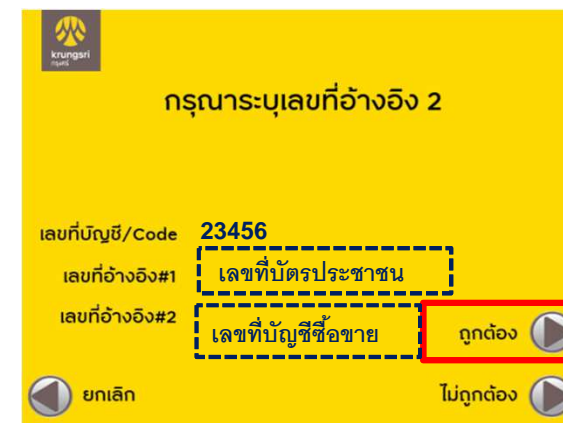 krungsri
กรุงศรี
กรุณาระบุเลขที่อ้างอิง 2
เลขที่บัญชี/Code 23456
เลขที่อ้างอิง#1 เลขที่บัตรประชาชน
เลขที่อ้างอิง#2 เลขที่บัญชีซื้อขาย
ถูกต้อง
ยกเลิก ไม่ถูกต้อง